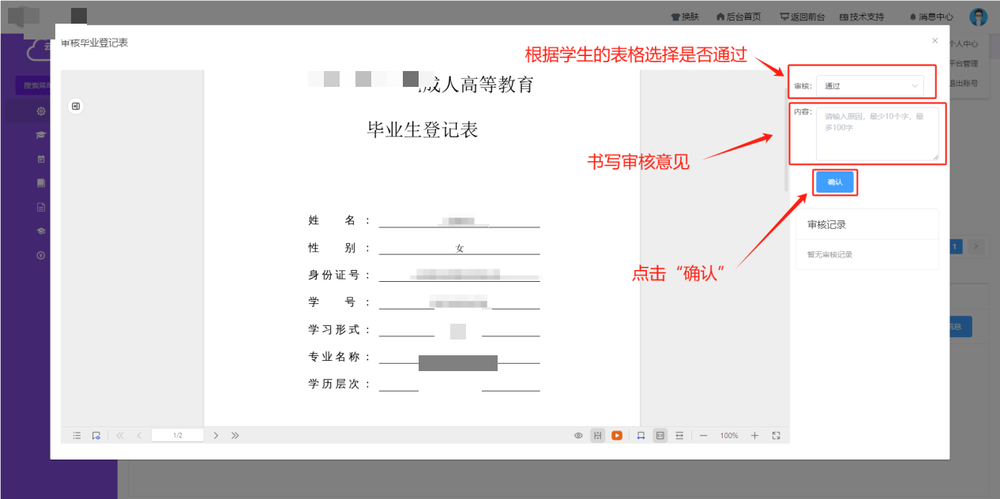 换肤 后台首页 返回前台 技术支持 消息中心
审核毕业登记表
×
个人中心
平台管理
退出账号
云
搜索菜单
根据学生的表格选择是否通过
审核: 通过
内容: 请输入原因，最少10个字，最
多100字
书写审核意见
确认
点击“确认”
审核记录
暂无审核记录
成人高等教育
毕业生登记表
姓 名：
性 别： 女
身份证号：
学 号：
学习形式：
专业名称：
学历层次：
1
信息
1/2
100%